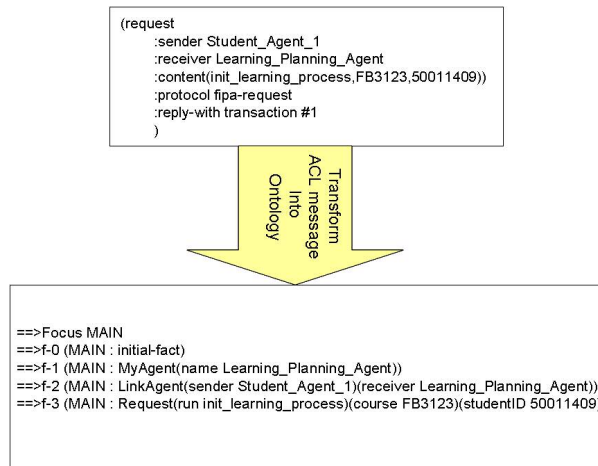 (request
:sender Student_Agent_1
:receiver Learning_Planning_Agent
:content(init_learning_process,FB3123,50011409))
:protocol fipa-request
:reply-with transaction #1
)
Transform
ACL message
Into
Ontology
==>Focus MAIN
==>f-0 (MAIN : initial-fact)
==>f-1 (MAIN : MyAgent(name Learning_Planning_Agent))
==>f-2 (MAIN : LinkAgent(sender Student_Agent_1)(receiver Learning_Planning_Agent))
==>f-3 (MAIN : Request(run init_learning_process)(course FB3123)(studentID 50011409)